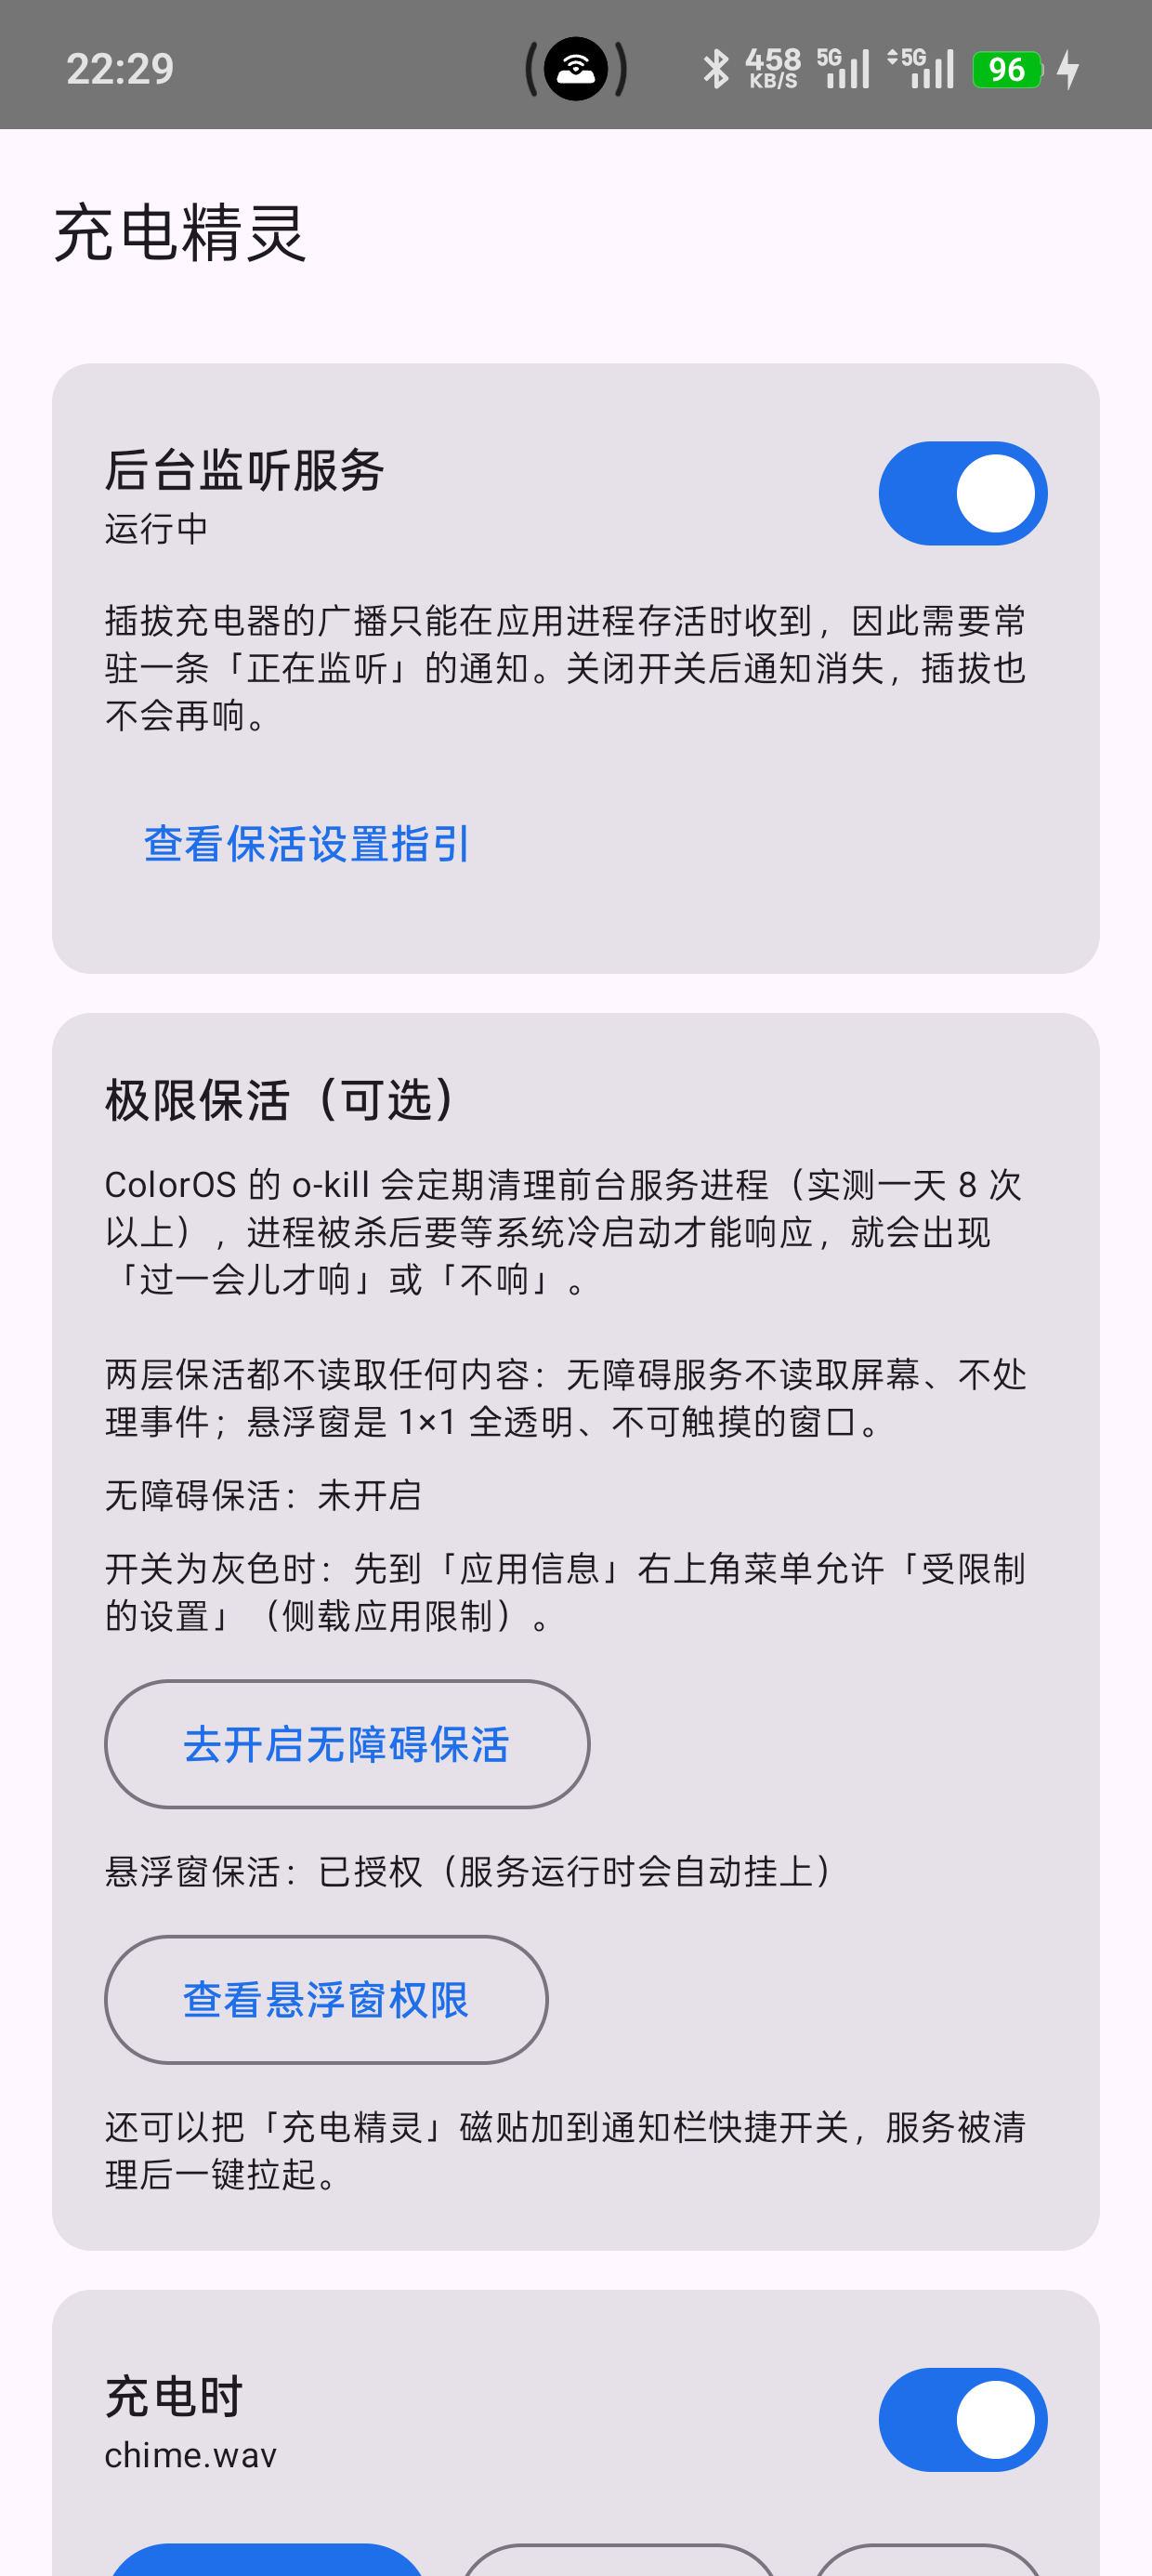 22:29
458
KB/S
5G
5G
96
充电精灵
后台监听服务
运行中
插拔充电器的广播只能在应用进程存活时收到，因此需要常
驻一条「正在监听」的通知。关闭开关后通知消失，插拔也
不会再响。
查看保活设置指引
极限保活（可选）
ColorOS 的 o-kill 会定期清理前台服务进程（实测一天 8 次
以上），进程被杀后要等系统冷启动才能响应，就会出现
「过一会儿才响」或「不响」。
两层保活都不读取任何内容：无障碍服务不读取屏幕、不处
理事件；悬浮窗是 1×1 全透明、不可触摸的窗口。
无障碍保活：未开启
开关为灰色时：先到「应用信息」右上角菜单允许「受限制
的设置」（侧载应用限制）。
去开启无障碍保活
悬浮窗保活：已授权（服务运行时会自动挂上）
查看悬浮窗权限
还可以把「充电精灵」磁贴加到通知栏快捷开关，服务被清
理后一键拉起。
充电时
chime.wav